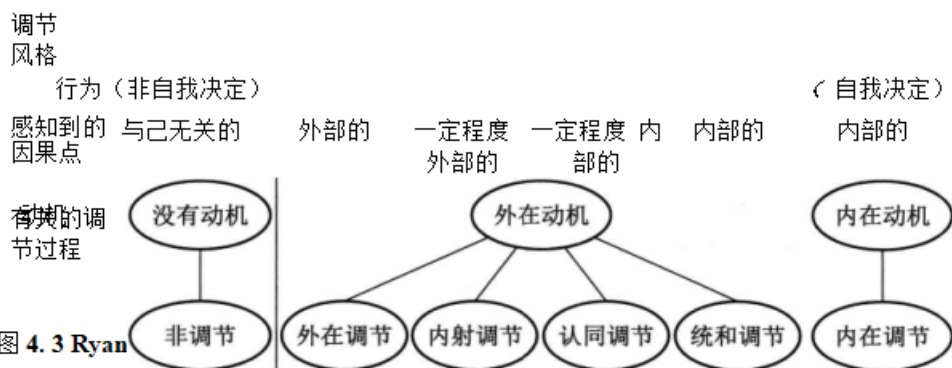 调节
风格
行为（非自我决定） （自我决定）
感知到的 与己无关的 外部的 一定程度 一定程度 内 内部的 内部的
因果点 外部的 部的
没有动机 外在动机 内在动机
有关的调
节过程
非调节 外在调节 内射调节 认同调节 统和调节 内在调节
图 4. 3 Ryan